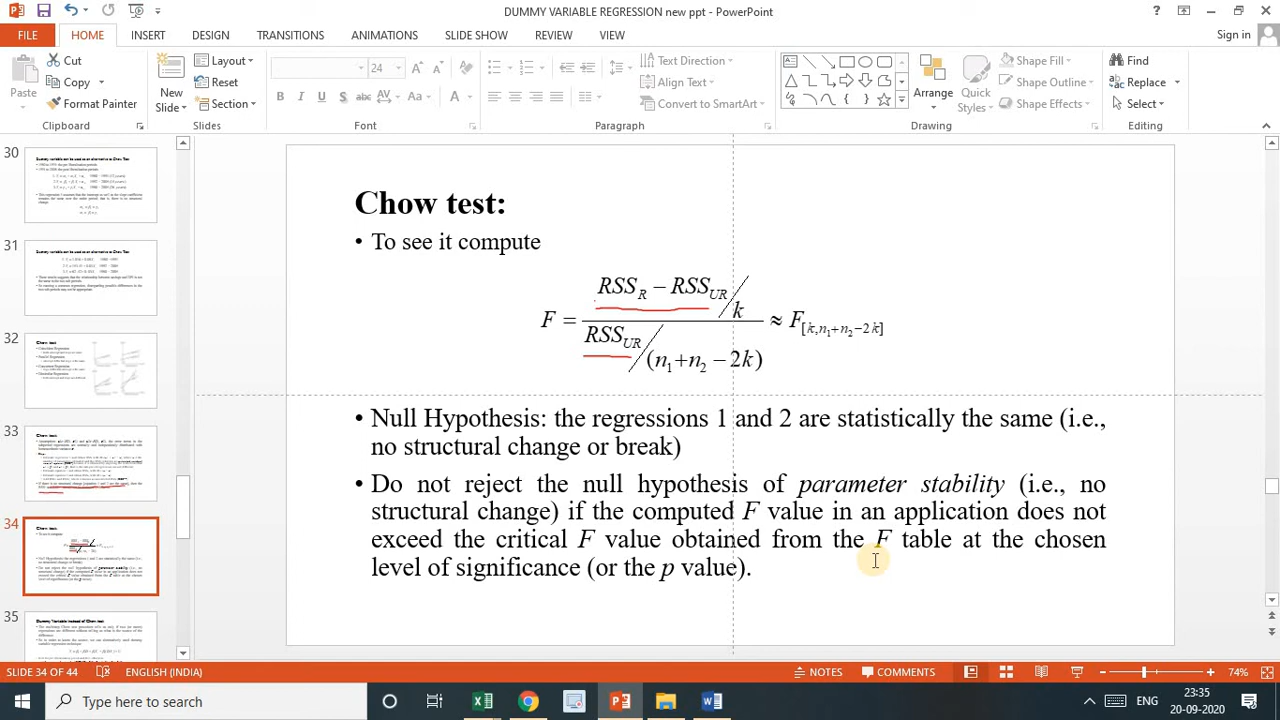 DUMMY VARIABLE REGRESSION new ppt - PowerPoint
FILE HOME INSERT DESIGN TRANSITIONS ANIMATIONS SLIDE SHOW REVIEW VIEW Sign in
Paste Cut Copy Format Painter
Clipboard
New Slide Layout Reset Section
Slides
24
B I U S abc AV Aa A
Font
Text Direction Align Text Convert to SmartArt
Paragraph
Arrange Quick Styles Shape Fill Shape Outline Shape Effects
Drawing
Find Replace Select
Editing
30
31
32
33
34
35
Chow test:
• To see it compute
F = (RSS_R − RSS_UR / k) / (RSS_UR / (n₁+n₂ − 2k)) ≈ F_[k,n₁+n₂−2k]
• Null Hypothesis: the regressions 1 and 2 are statistically the same (i.e.,
no structural change or break)
• Do not reject the null hypothesis of parameter stability (i.e., no
structural change) if the computed F value in an application does not
exceed the critical F value obtained from the F table at the chosen
level of significance (or the p value)
SLIDE 34 OF 44 ENGLISH (INDIA) NOTES COMMENTS 74%
Type here to search
ENG
23:35
20-09-2020